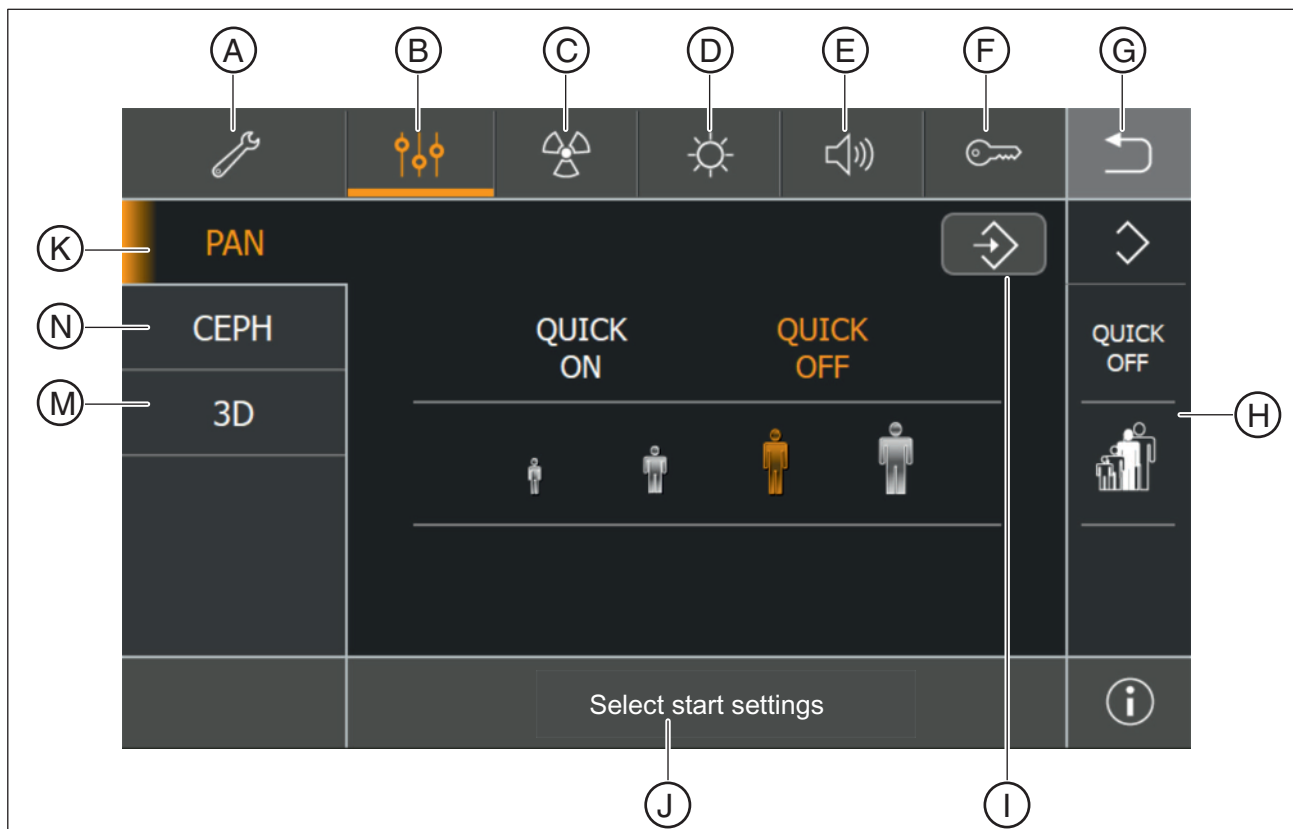 A B C D E F G
K PAN
N CEPH
QUICK ON
QUICK OFF
QUICK OFF
M 3D
H
Select start settings
i
J I